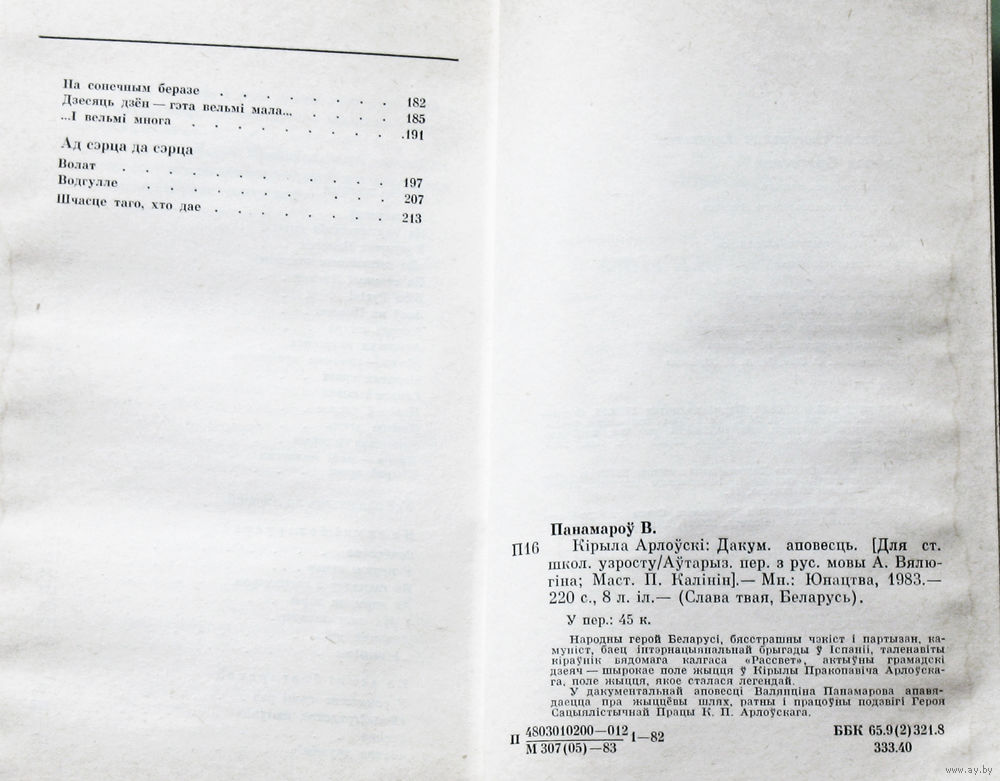 На сонечным беразе . . . . . . . . 182
Дзесяць дзён — гэта вельмі мала... . . . . 185
...І вельмі многа . . . . . . . . .191
Ад сэрца да сэрца
Волат . . . . . . . . . . 197
Водгулле . . . . . . . . . 207
Шчасце таго, хто дае . . . . . . . . 213
Панамароў В.
П16 Кірыла Арлоўскі: Дакум. аповесць. [Для ст.
школ. узросту/Аўтарыз. пер. з рус. мовы А. Вялю-
гіна; Маст. П. Калінін].— Мн.: Юнацтва, 1983.—
220 с., 8 л. іл.— (Слава твая, Беларусь).
У пер.: 45 к.
Народны герой Беларусі, бясстрашны чэкіст і партызан, ка-
муніст, баец інтэрнацыянальнай брыгады ў Іспаніі, таленавіты
кіраўнік вядомага калгаса «Рассвет», актыўны грамадскі
дзеяч — шырокае поле жыцця ў Кірылы Пракопавіча Арлоўска-
га, поле жыцця, якое сталася легендай.
У дакументальнай аповесці Валянціна Панамарова апавя-
даецца пра жыццёвы шлях, ратны і працоўны подзвігі Героя
Сацыялістычнай Працы К. П. Арлоўскага.
П 4803010200—012 1—82
М 307(05)—83
ББК 65.9(2)321.8
333.40
www.ay.by